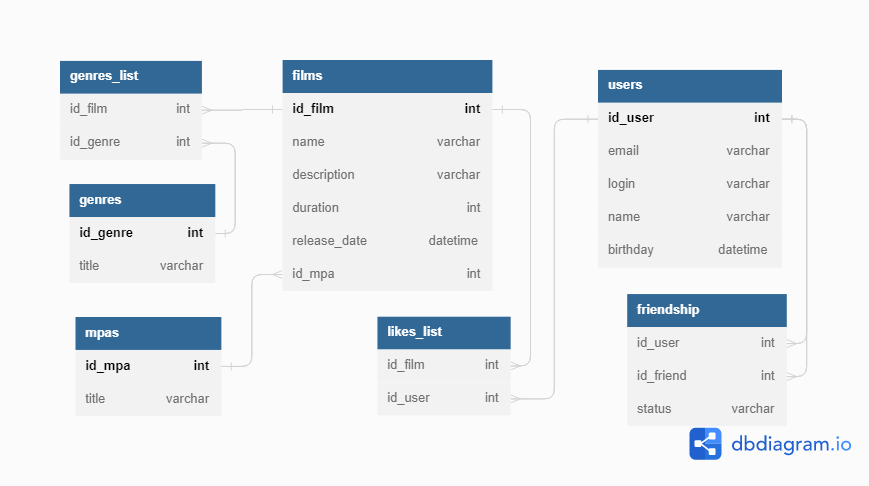 genres_list
id_film int
id_genre int
genres
id_genre int
title varchar
mpas
id_mpa int
title varchar
films
id_film int
name varchar
description varchar
duration int
release_date datetime
id_mpa int
likes_list
id_film int
id_user int
users
id_user int
email varchar
login varchar
name varchar
birthday datetime
friendship
id_user int
id_friend int
status varchar
dbdiagram.io